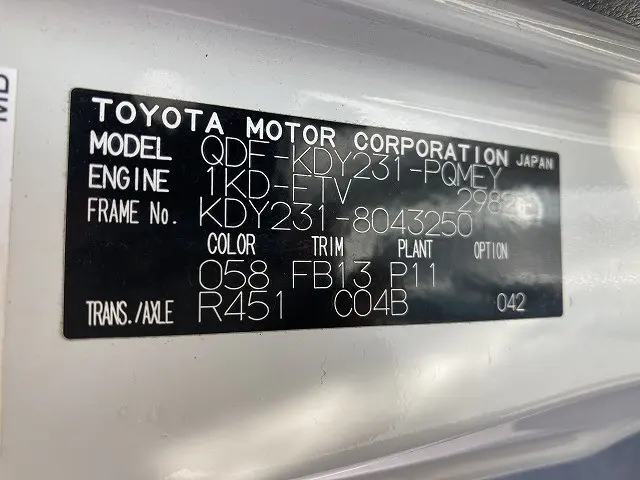 TOYOTA MOTOR CORPORATION JAPAN
MODEL QDF-KDY231-PQMEY
ENGINE 1KD-FTV
FRAME No. KDY231-8043250
COLOR TRIM PLANT OPTION
058 FB13 P11
TRANS./AXLE R451 C04B 042